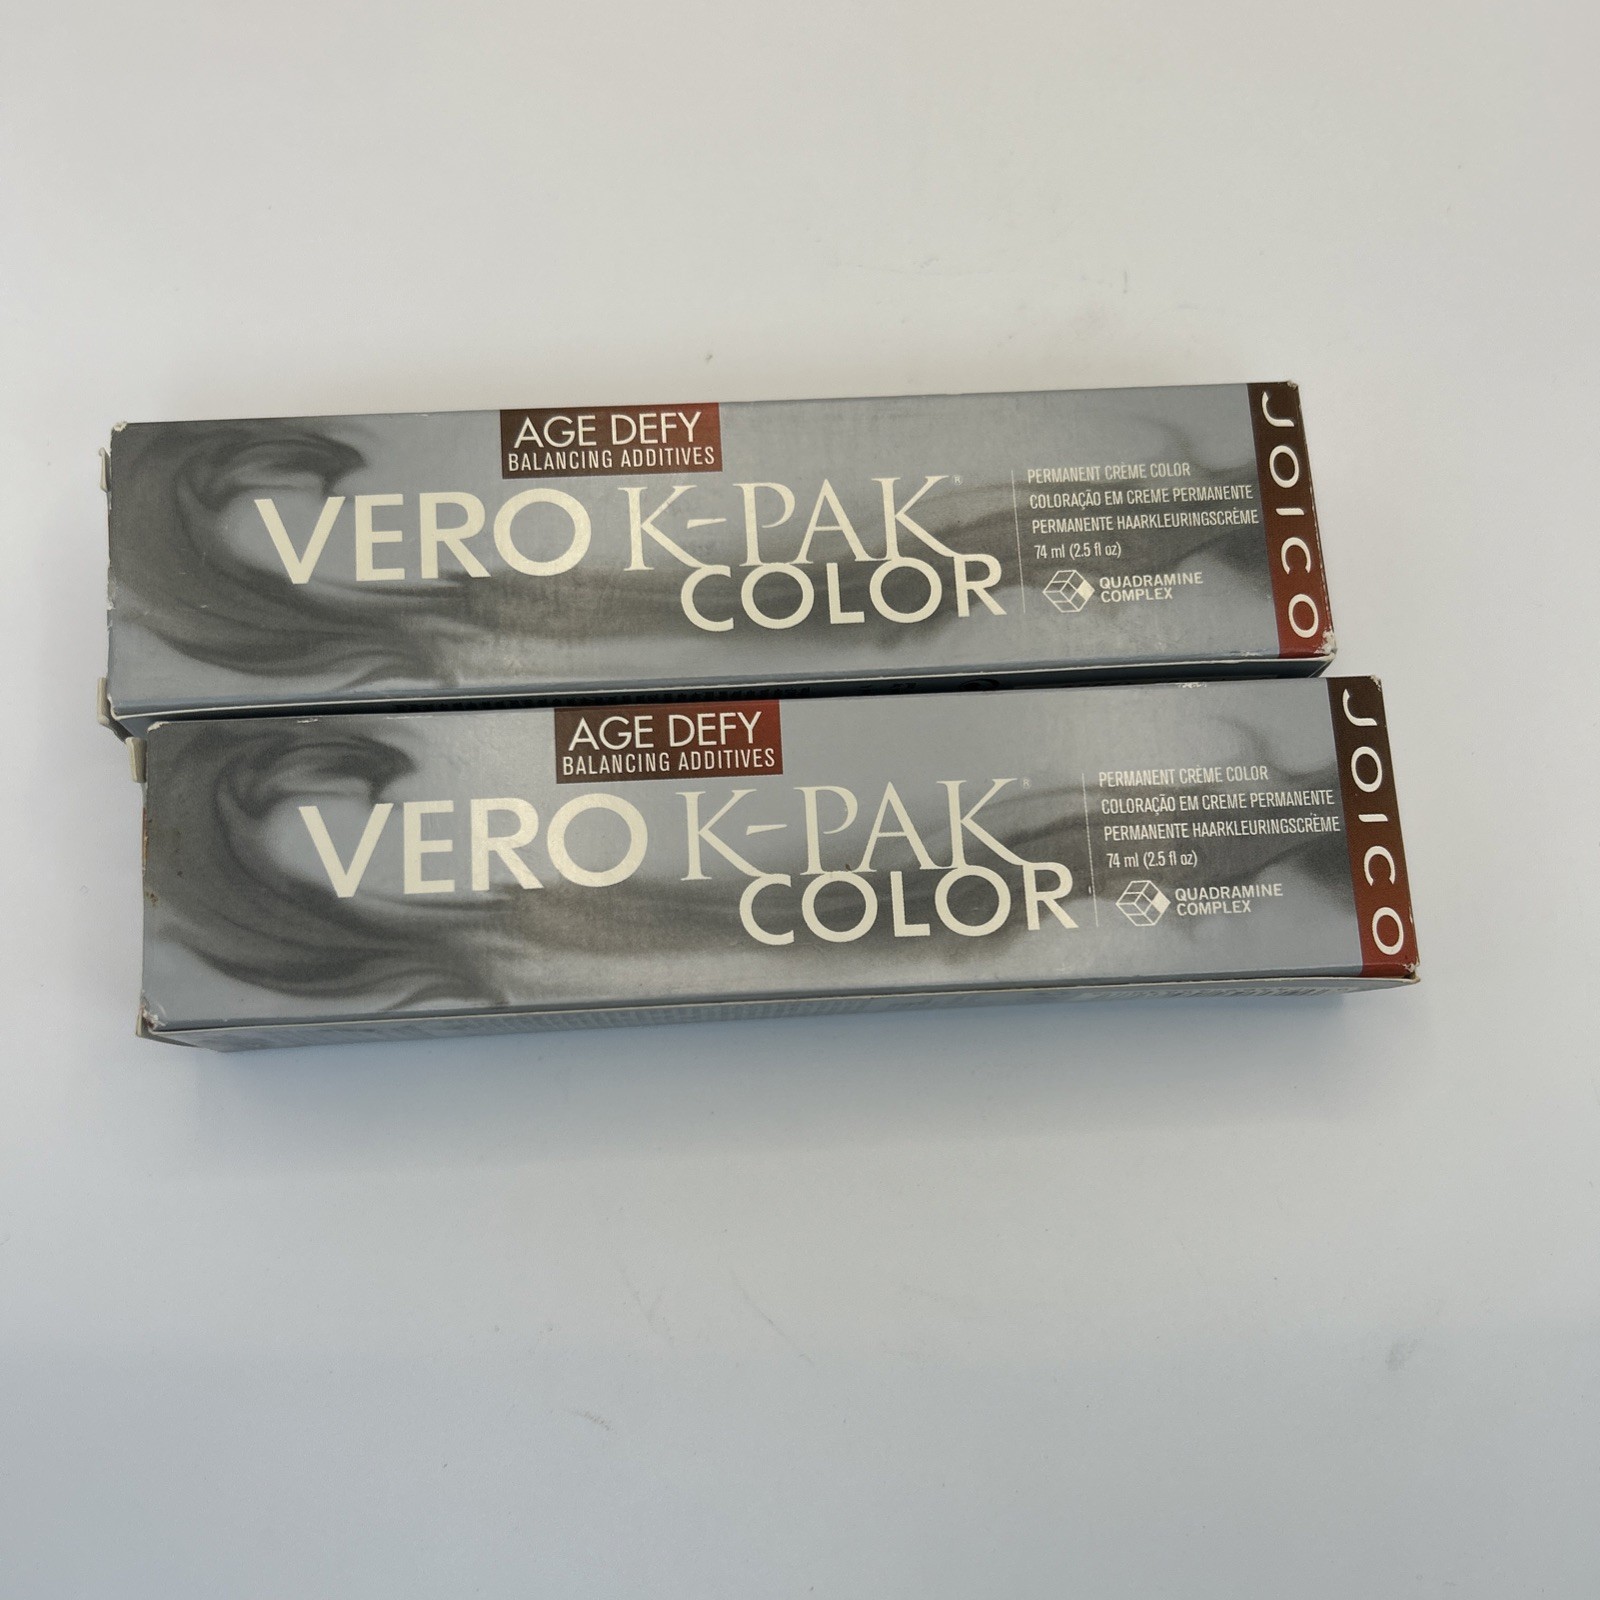 AGE DEFY
BALANCING ADDITIVES
VERO K-PAK®
COLOR
PERMANENT CRÈME COLOR
COLORAÇÃO EM CREME PERMANENTE
PERMANENTE HAARKLEURINGSCRÈME
74 ml (2.5 fl oz)
QUADRAMINE
COMPLEX
JOICO
AGE DEFY
BALANCING ADDITIVES
VERO K-PAK®
COLOR
PERMANENT CRÈME COLOR
COLORAÇÃO EM CREME PERMANENTE
PERMANENTE HAARKLEURINGSCRÈME
74 ml (2.5 fl oz)
QUADRAMINE
COMPLEX
JOICO